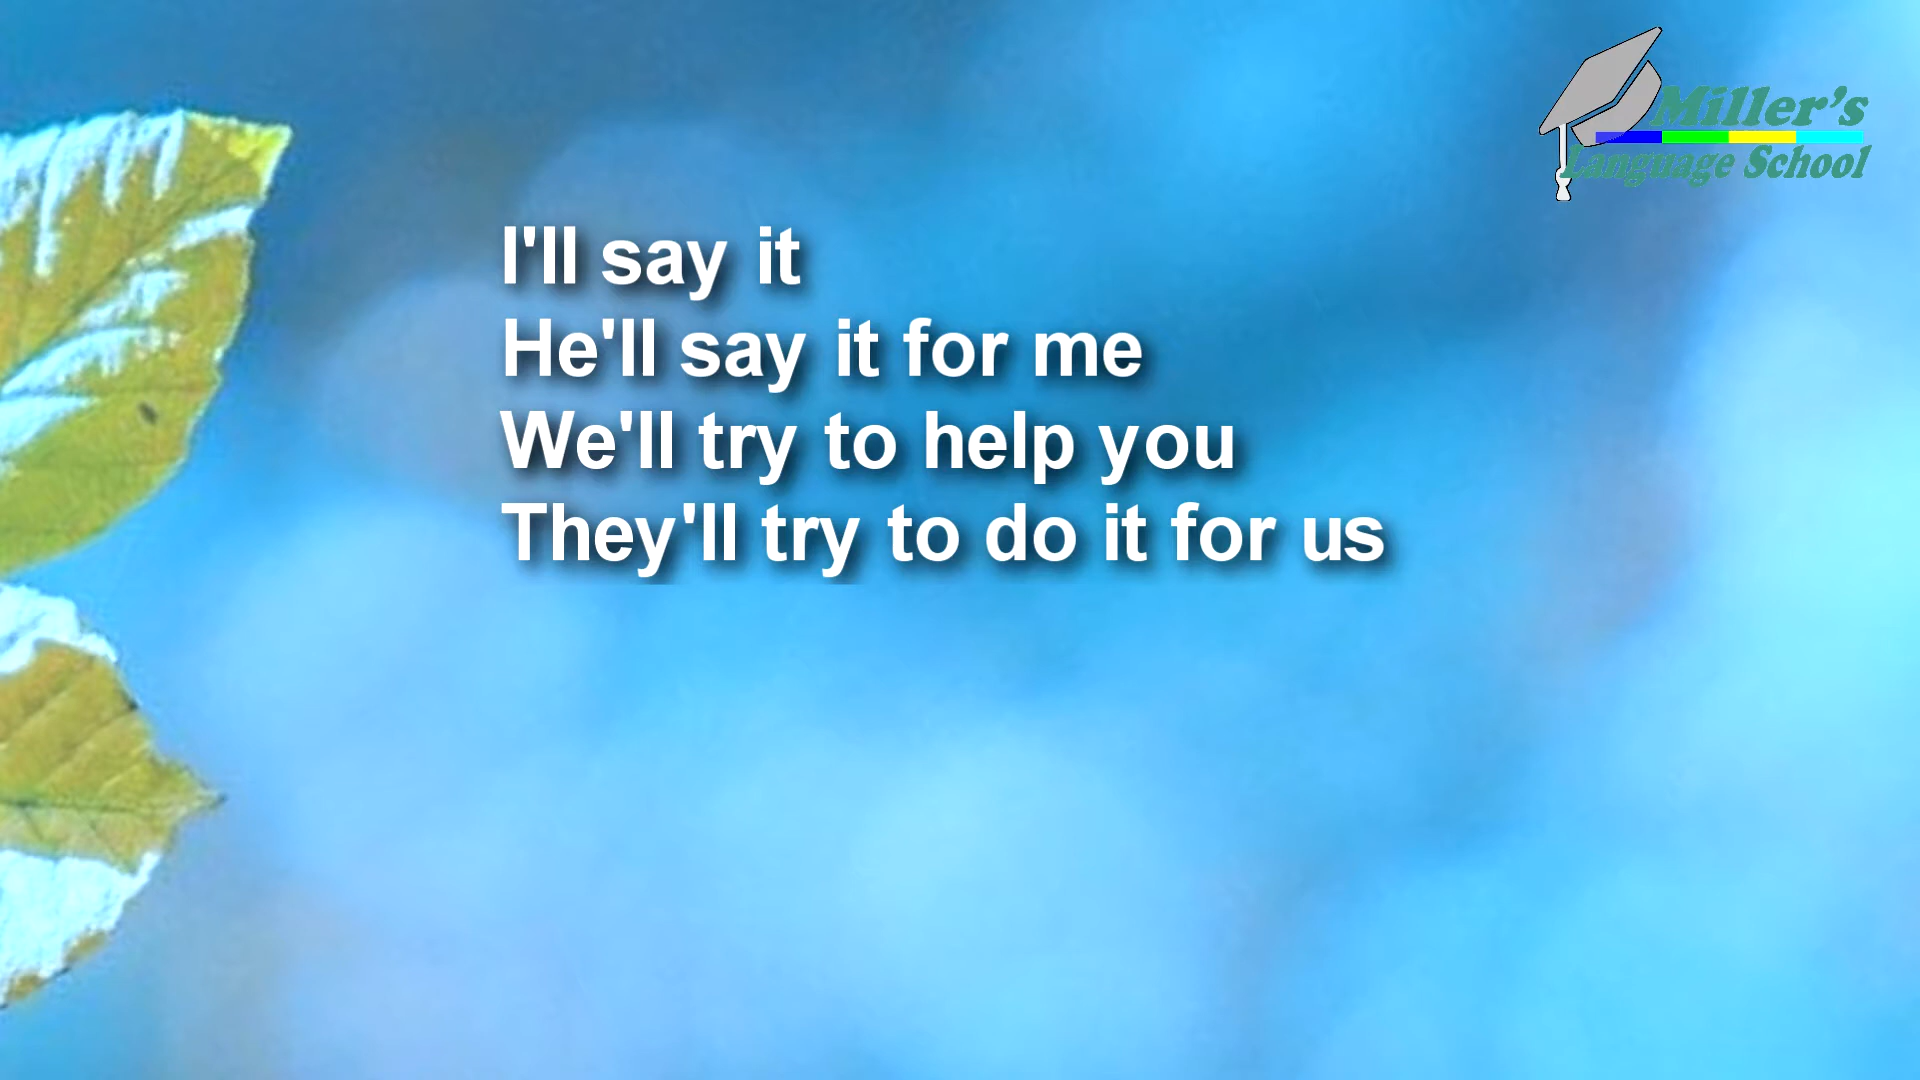 Miller's
Language School
I'll say it
He'll say it for me
We'll try to help you
They'll try to do it for us